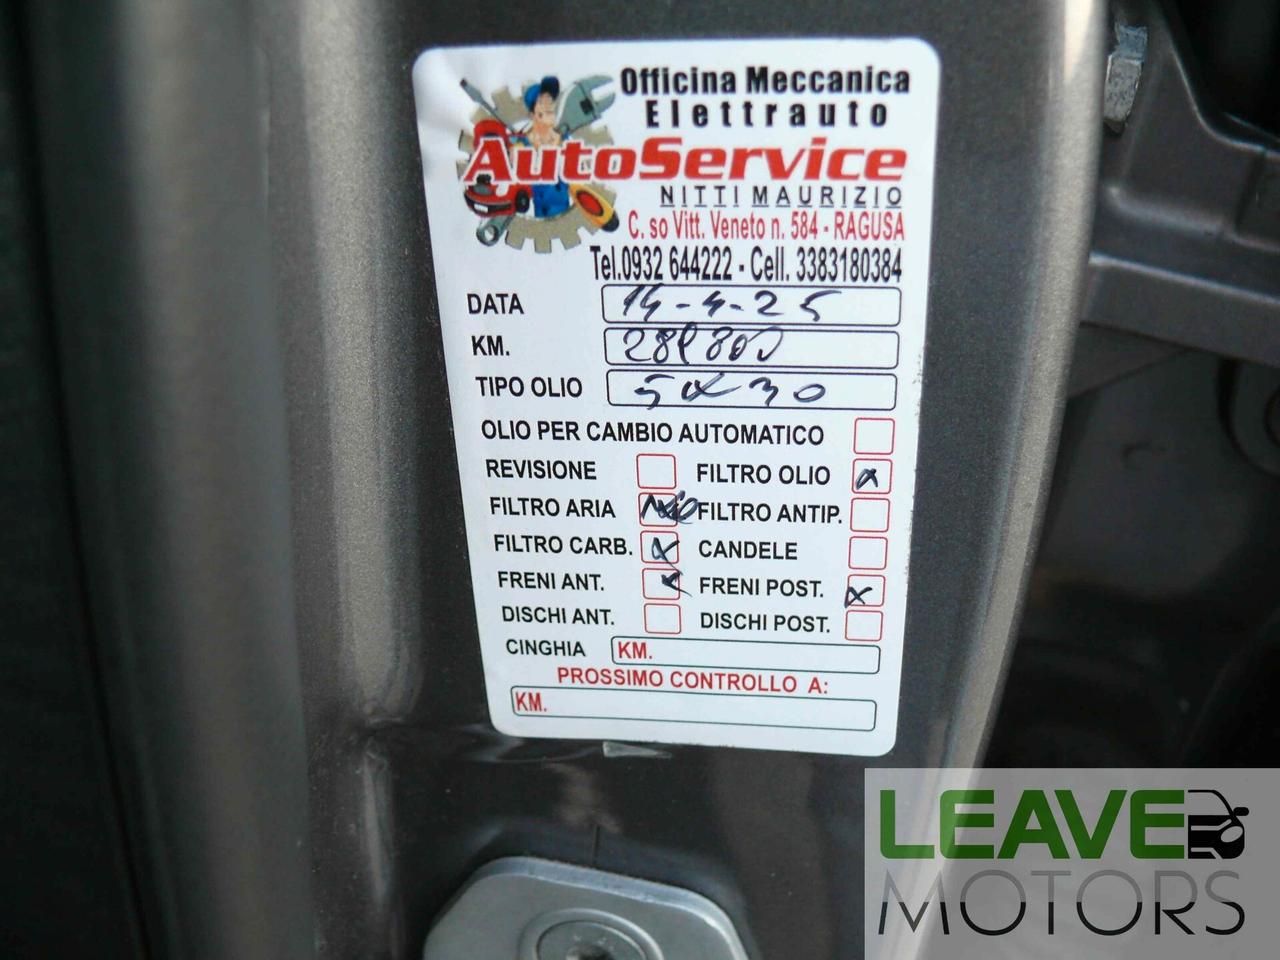 Officina Meccanica
Elettrauto
AutoService
NITTI MAURIZIO
C. so Vitt. Veneto n. 584 - RAGUSA
Tel.0932 644222 - Cell. 3383180384
DATA 14-4-25
KM.
TIPO OLIO 5x30
OLIO PER CAMBIO AUTOMATICO
REVISIONE FILTRO OLIO x
FILTRO ARIA FILTRO ANTIP.
FILTRO CARB. x CANDELE
FRENI ANT. x FRENI POST. x
DISCHI ANT. DISCHI POST.
CINGHIA KM.
PROSSIMO CONTROLLO A:
KM.
LEAVE
MOTORS